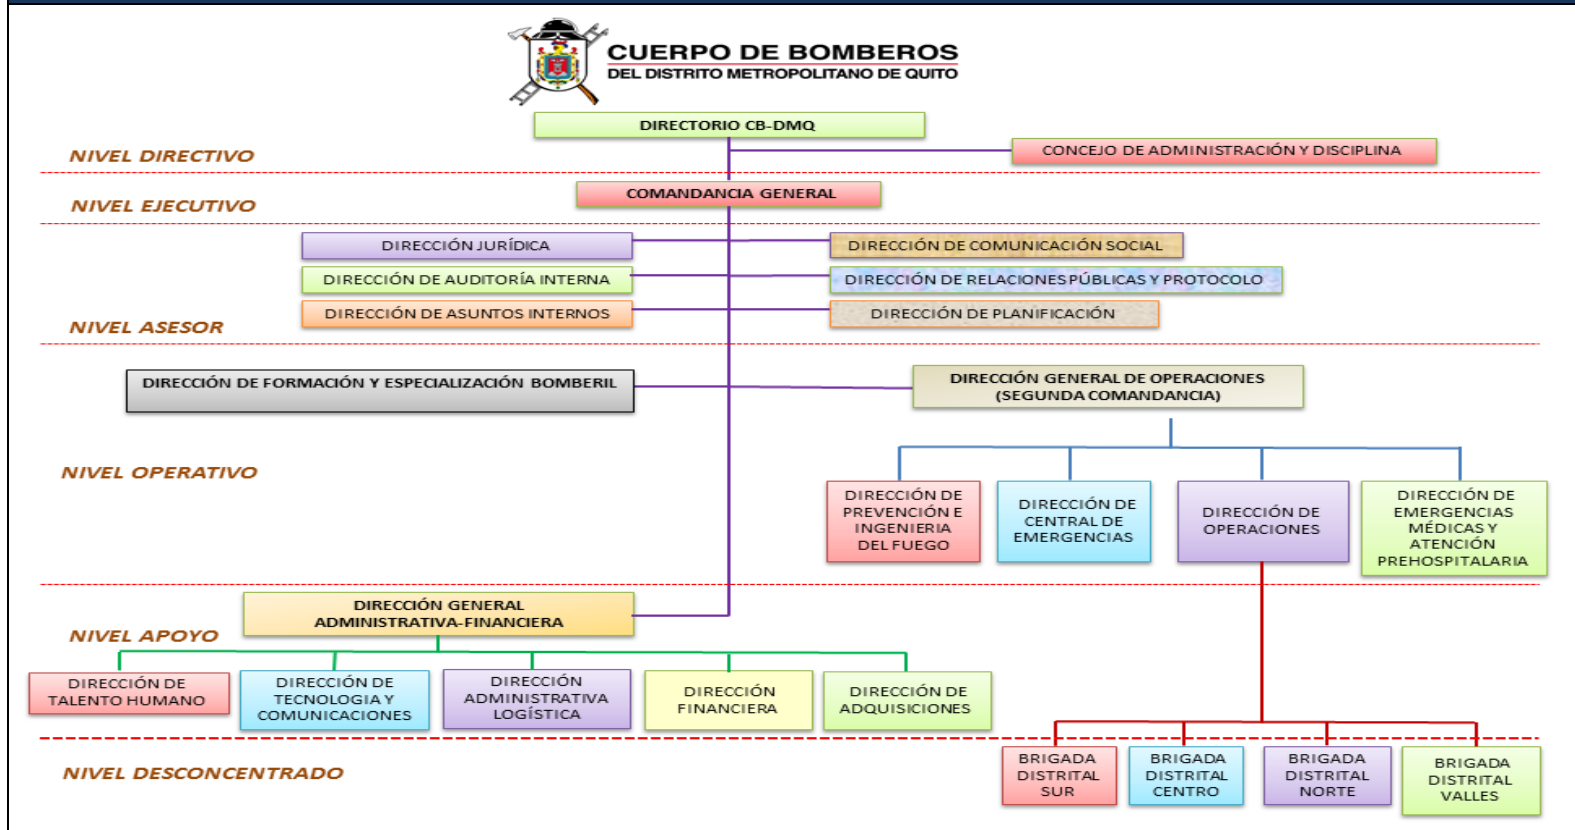 CUERPO DE BOMBEROS
DEL DISTRITO METROPOLITANO DE QUITO
DIRECTORIO CB-DMQ
NIVEL DIRECTIVO
CONCEJO DE ADMINISTRACIÓN Y DISCIPLINA
NIVEL EJECUTIVO
COMANDANCIA GENERAL
DIRECCIÓN JURÍDICA
DIRECCIÓN DE COMUNICACIÓN SOCIAL
DIRECCIÓN DE AUDITORÍA INTERNA
DIRECCIÓN DE RELACIONES PÚBLICAS Y PROTOCOLO
DIRECCIÓN DE ASUNTOS INTERNOS
DIRECCIÓN DE PLANIFICACIÓN
NIVEL ASESOR
DIRECCIÓN DE FORMACIÓN Y ESPECIALIZACIÓN BOMBERIL
DIRECCIÓN GENERAL DE OPERACIONES
(SEGUNDA COMANDANCIA)
NIVEL OPERATIVO
DIRECCIÓN DE
PREVENCIÓN E
INGENIERIA
DEL FUEGO
DIRECCIÓN DE
CENTRAL DE
EMERGENCIAS
DIRECCIÓN DE
OPERACIONES
DIRECCIÓN DE
EMERGENCIAS
MÉDICAS Y
ATENCIÓN
PREHOSPITALARIA
DIRECCIÓN GENERAL
ADMINISTRATIVA-FINANCIERA
NIVEL APOYO
DIRECCIÓN DE
TALENTO HUMANO
DIRECCIÓN DE
TECNOLOGIA Y
COMUNICACIONES
DIRECCIÓN
ADMINISTRATIVA
LOGÍSTICA
DIRECCIÓN
FINANCIERA
DIRECCIÓN DE
ADQUISICIONES
NIVEL DESCONCENTRADO
BRIGADA
DISTRITAL
SUR
BRIGADA
DISTRITAL
CENTRO
BRIGADA
DISTRITAL
NORTE
BRIGADA
DISTRITAL
VALLES